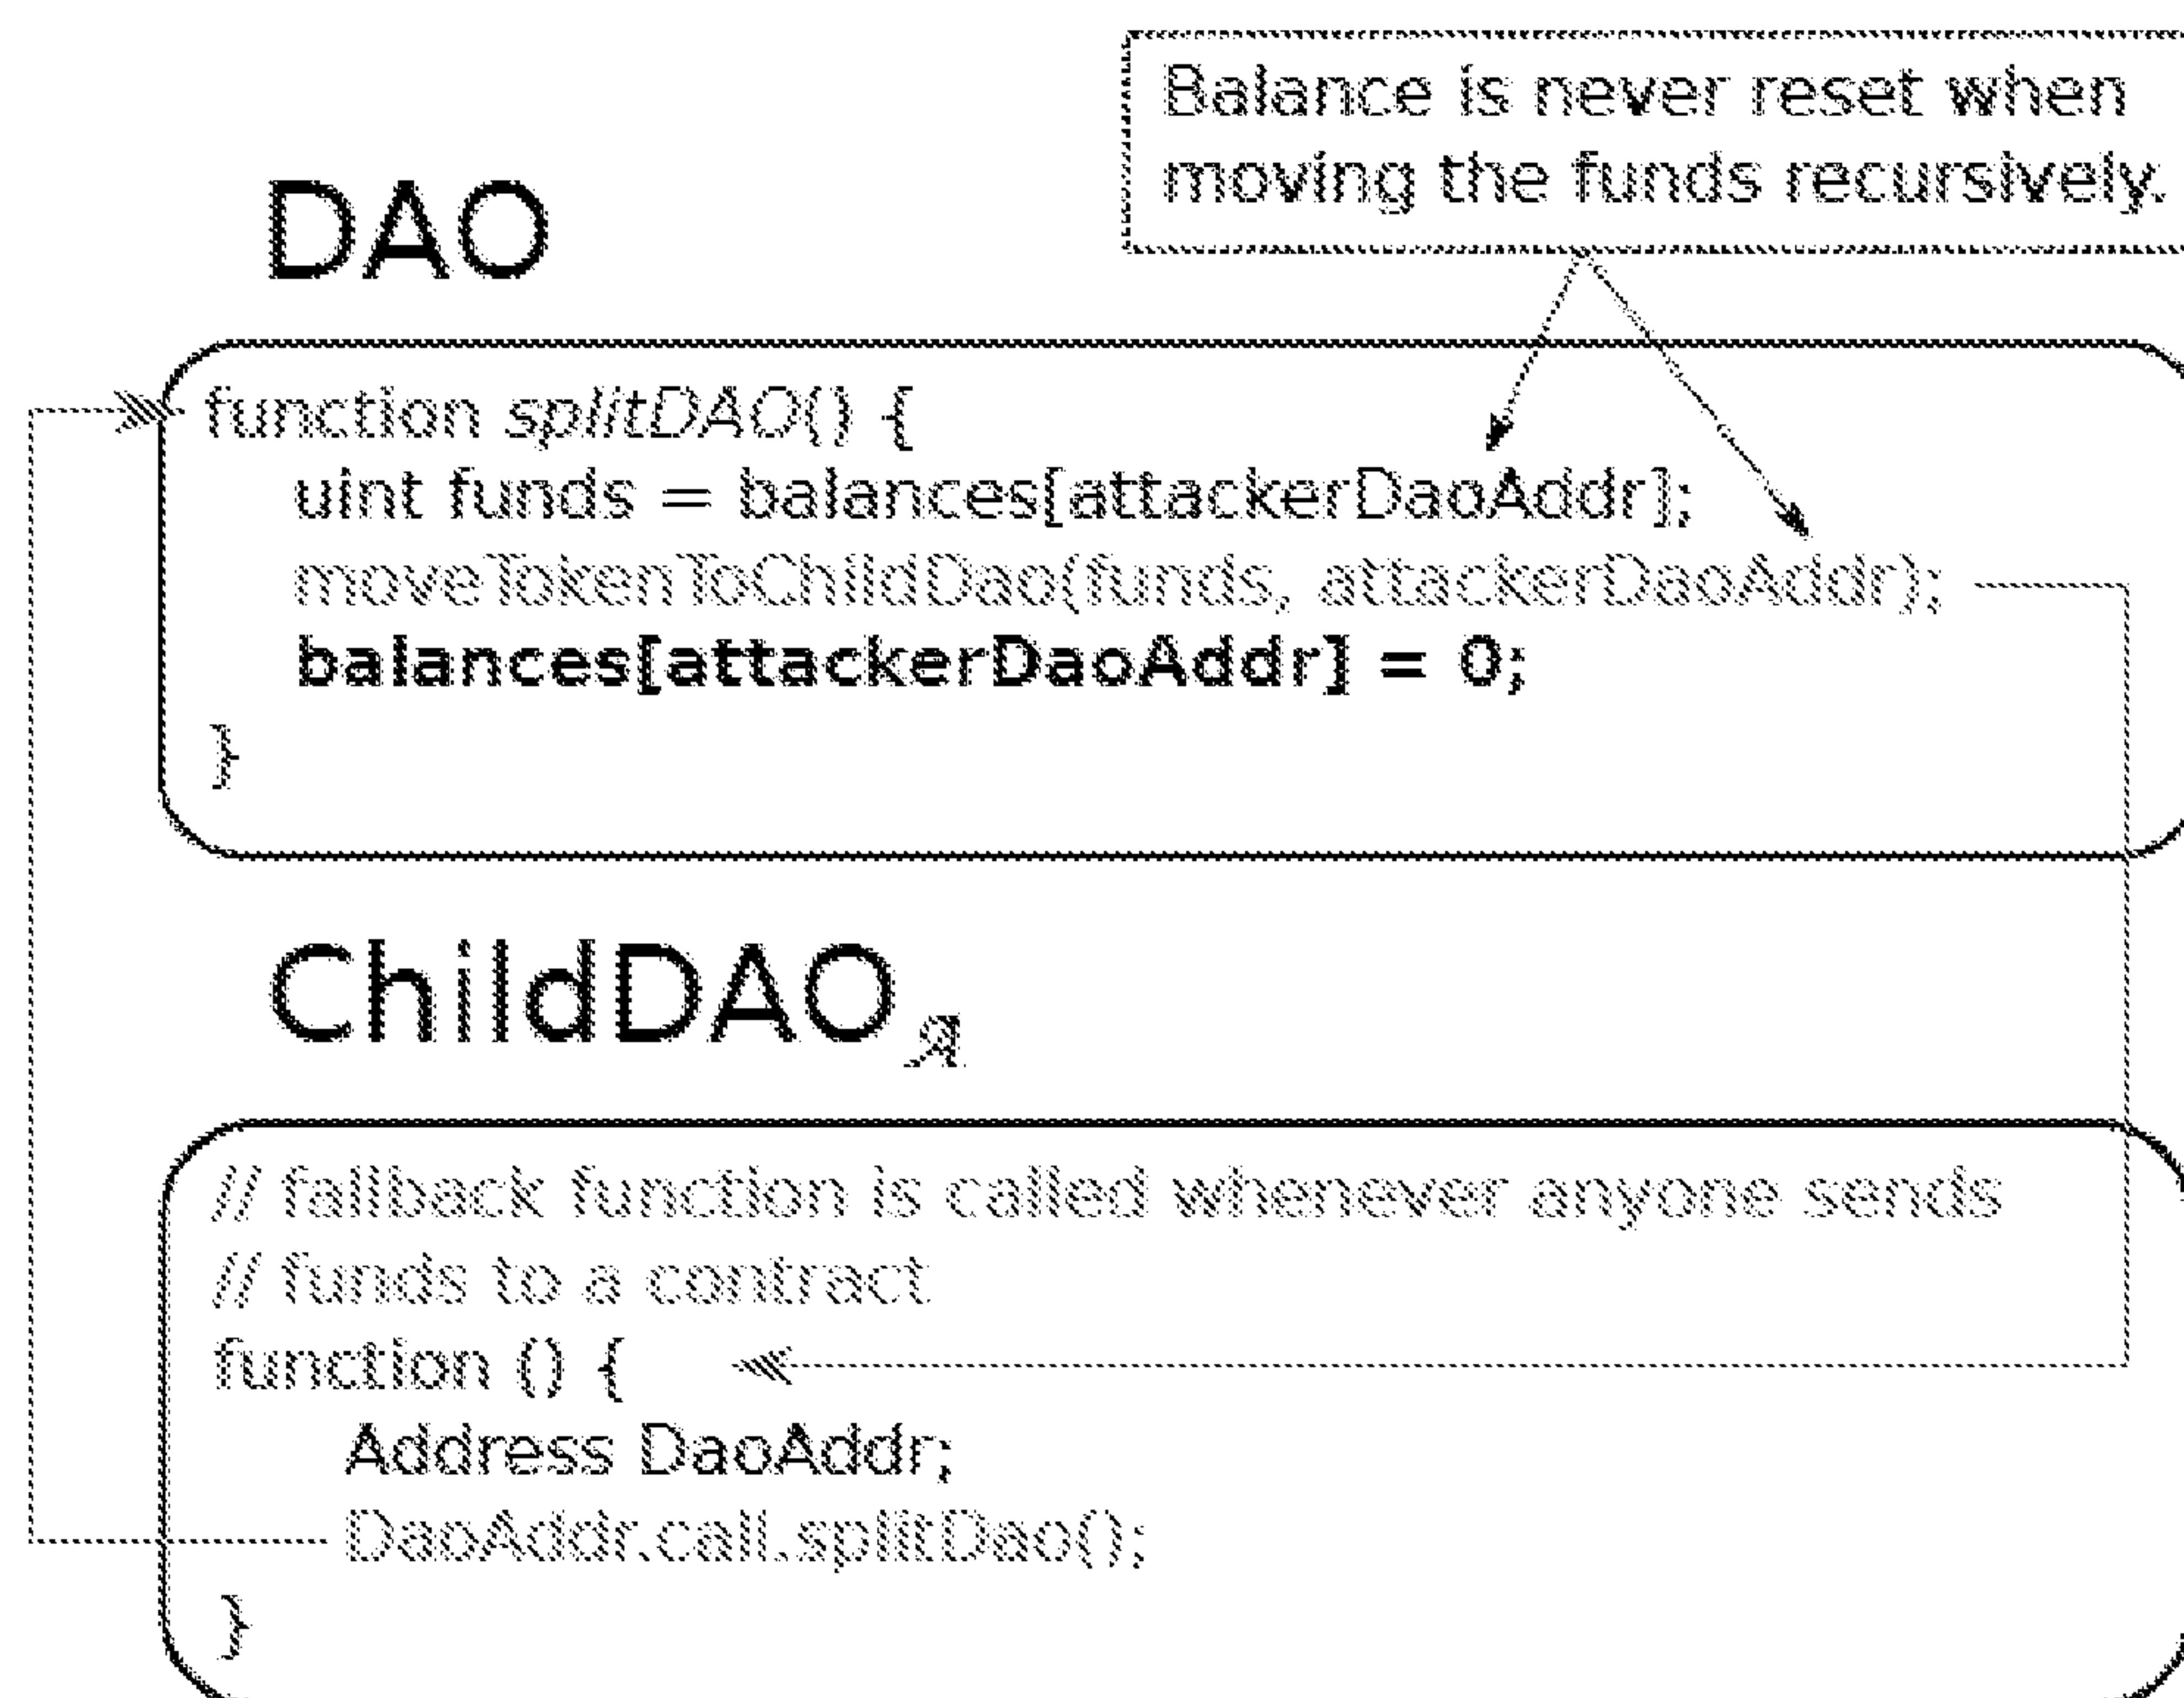 Balance is never reset when
moving the funds recursively.
DAO
function splitDAO() {
uint funds = balances[attackerDaoAddr];
moveTokenToChildDao(funds, attackerDaoAddr);
balances[attackerDaoAddr] = 0;
}
ChildDAO𝒜
// fallback function is called whenever anyone sends
// funds to a contract
function () {
Address DaoAddr;
DaoAddr.call.splitDao();
}